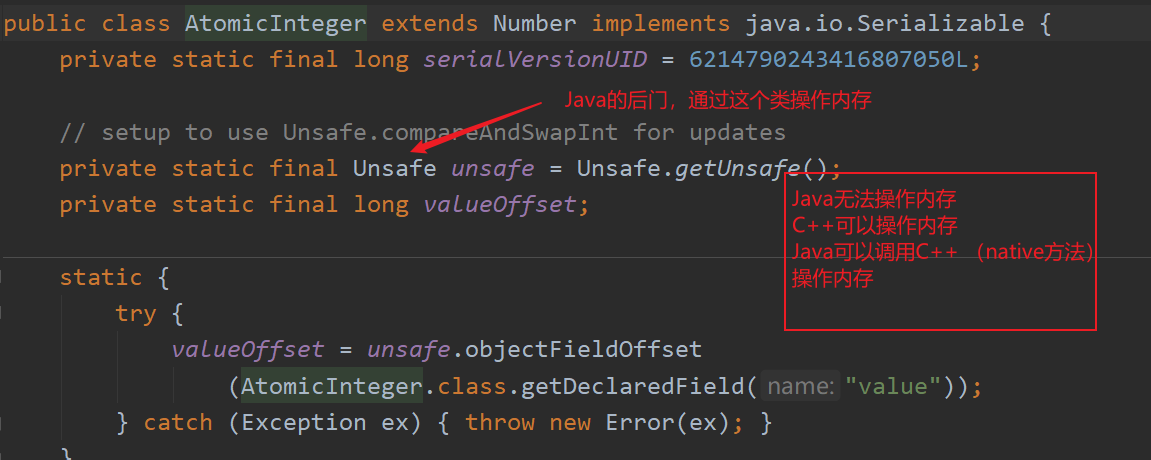 public class AtomicInteger extends Number implements java.io.Serializable {
private static final long serialVersionUID = 6214790243416807050L;
Java的后门，通过这个类操作内存
// setup to use Unsafe.compareAndSwapInt for updates
private static final Unsafe unsafe = Unsafe.getUnsafe();
private static final long valueOffset;
Java无法操作内存
C++可以操作内存
Java可以调用C++ （native方法）
操作内存
static {
try {
valueOffset = unsafe.objectFieldOffset
(AtomicInteger.class.getDeclaredField( name: "value"));
} catch (Exception ex) { throw new Error(ex); }
}